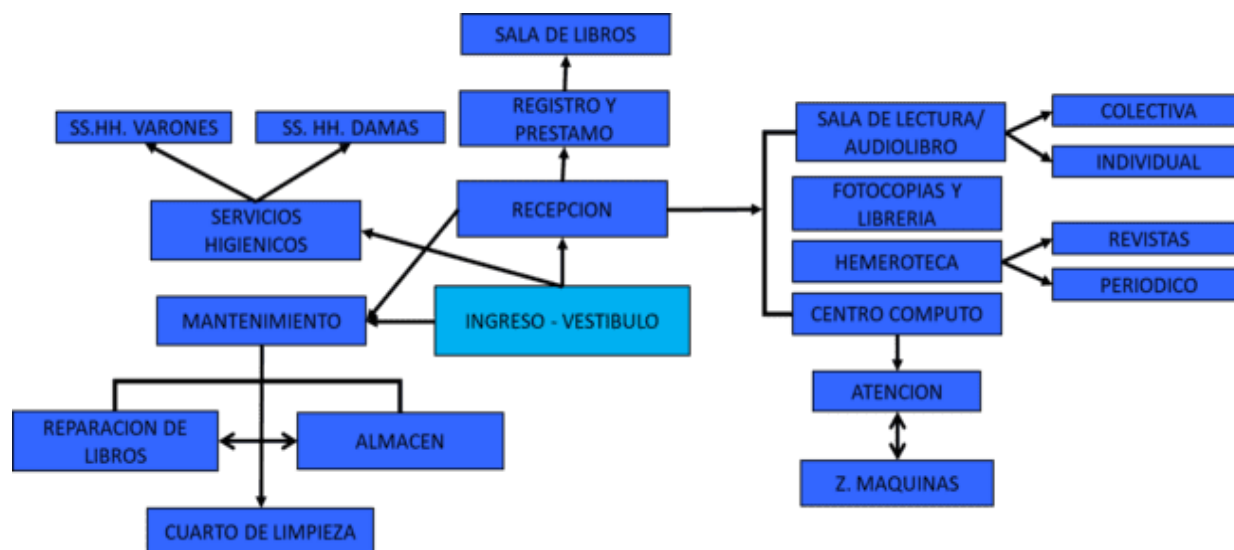 SALA DE LIBROS
REGISTRO Y
PRESTAMO
SS.HH. VARONES
SS. HH. DAMAS
SALA DE LECTURA/
AUDIOLIBRO
COLECTIVA
INDIVIDUAL
SERVICIOS
HIGIENICOS
RECEPCION
FOTOCOPIAS Y
LIBRERIA
HEMEROTECA
REVISTAS
PERIODICO
MANTENIMIENTO
INGRESO - VESTIBULO
CENTRO COMPUTO
ATENCION
REPARACION DE
LIBROS
ALMACEN
Z. MAQUINAS
CUARTO DE LIMPIEZA